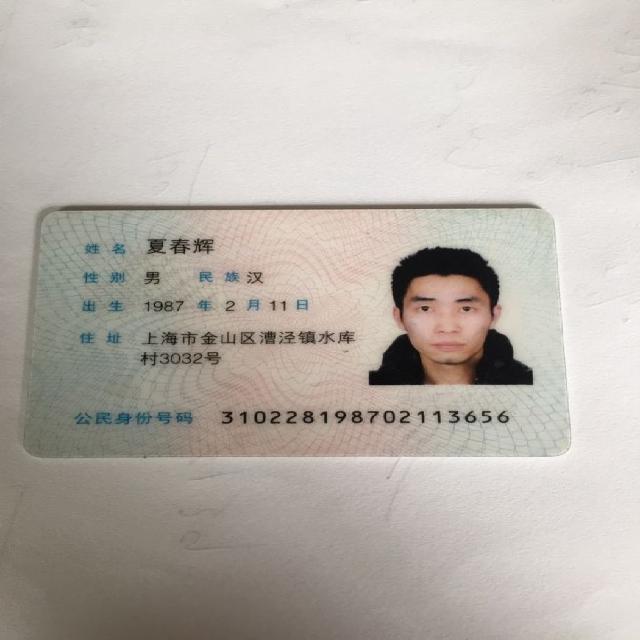 姓名 夏春辉
性别 男 民族 汉
出生 1987 年 2 月 11 日
住址 上海市金山区漕泾镇水库
村3032号
公民身份号码 310228198702113656